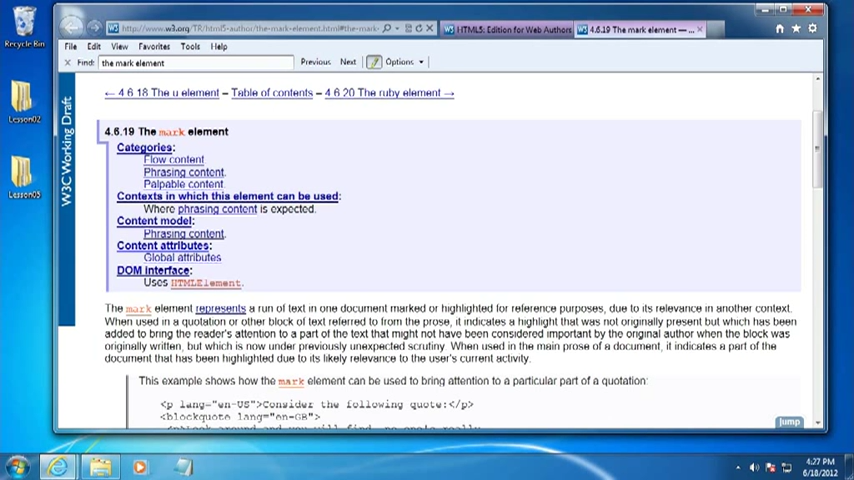 Recycle Bin
Lesson02
http://www.w3.org/TR/html5-author/the-mark-element.html#the-mark-
HTML5: Edition for Web Authors
4.6.19 The mark element — ...
File Edit View Favorites Tools Help
Find: the mark element Previous Next Options
W3C Working Draft
← 4.6.18 The u element – Table of contents – 4.6.20 The ruby element →
4.6.19 The mark element
Categories:
Flow content.
Phrasing content.
Palpable content.
Contexts in which this element can be used:
Where phrasing content is expected.
Content model:
Phrasing content.
Content attributes:
Global attributes
DOM interface:
Uses HTMLElement.
The mark element represents a run of text in one document marked or highlighted for reference purposes, due to its relevance in another context.
When used in a quotation or other block of text referred to from the prose, it indicates a highlight that was not originally present but which has been
added to bring the reader's attention to a part of the text that might not have been considered important by the original author when the block was
originally written, but which is now under previously unexpected scrutiny. When used in the main prose of a document, it indicates a part of the
document that has been highlighted due to its likely relevance to the user's current activity.
This example shows how the mark element can be used to bring attention to a particular part of a quotation:
<p lang="en-US">Consider the following quote:</p>
<blockquote lang="en-GB">
jump
4:27 PM
6/18/2012